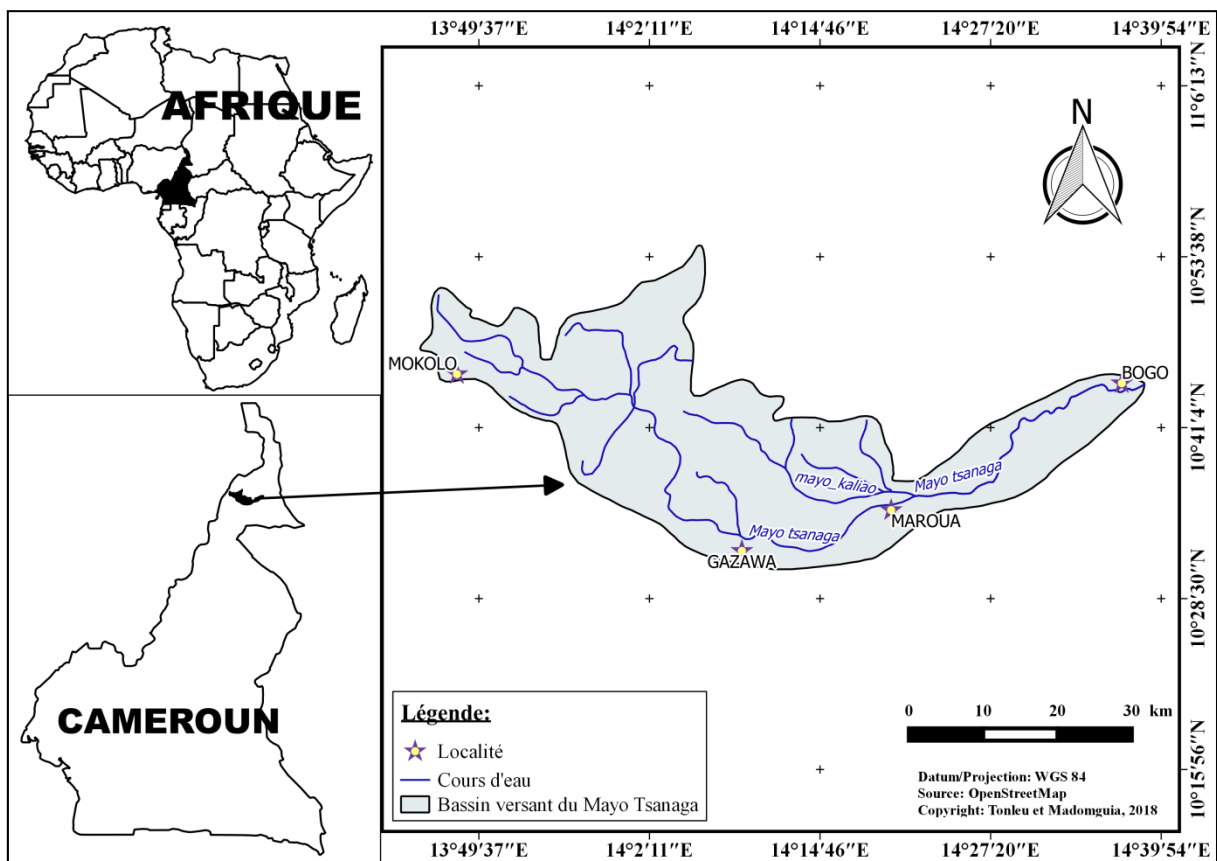 AFRIQUE
CAMEROUN
13°49′37″E 14°2′11″E 14°14′46″E 14°27′20″E 14°39′54″E
11°6′13″N
10°53′38″N
10°41′4″N
10°28′30″N
10°15′56″N
N
MOKOLO
BOGO
mayo_kaliao
Mayo tsanaga
MAROUA
Mayo tsanaga
GAZAWA
Légende:
Localité
Cours d'eau
Bassin versant du Mayo Tsanaga
0 10 20 30 km
Datum/Projection: WGS 84
Source: OpenStreetMap
Copyright: Tonleu et Madomguia, 2018
13°49′37″E 14°2′11″E 14°14′46″E 14°27′20″E 14°39′54″E